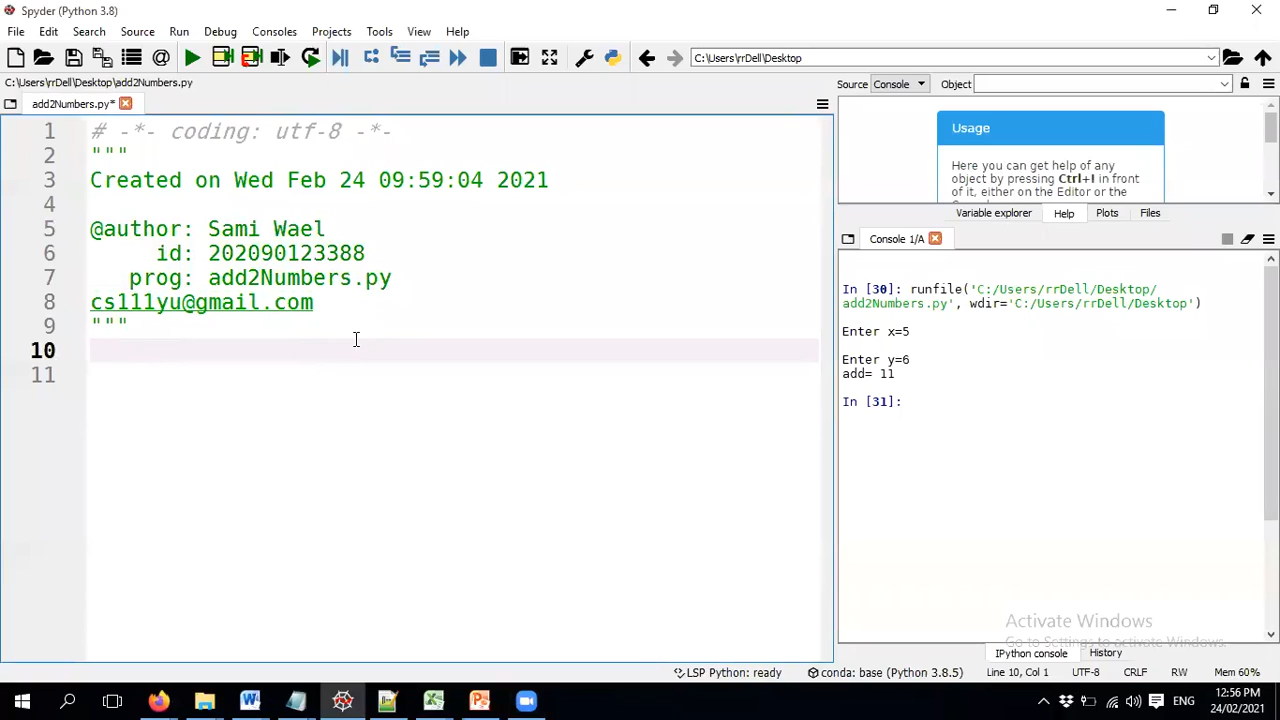 Spyder (Python 3.8)
File Edit Search Source Run Debug Consoles Projects Tools View Help
C:\Users\rrDell\Desktop
C:\Users\rrDell\Desktop\add2Numbers.py
add2Numbers.py*
1 # -*- coding: utf-8 -*-
2 """
3 Created on Wed Feb 24 09:59:04 2021
4
5 @author: Sami Wael
6 id: 202090123388
7 prog: add2Numbers.py
8 cs111yu@gmail.com
9 """
10
11
Source Console Object
Usage
Here you can get help of any
object by pressing Ctrl+I in front
of it, either on the Editor or the
Variable explorer Help Plots Files
Console 1/A
In [30]: runfile('C:/Users/rrDell/Desktop/
add2Numbers.py', wdir='C:/Users/rrDell/Desktop')
Enter x=5
Enter y=6
add= 11
In [31]:
Activate Windows
Go to Settings to activate Windows.
IPython console History
LSP Python: ready conda: base (Python 3.8.5) Line 10, Col 1 UTF-8 CRLF RW Mem 60%
ENG
12:56 PM
24/02/2021